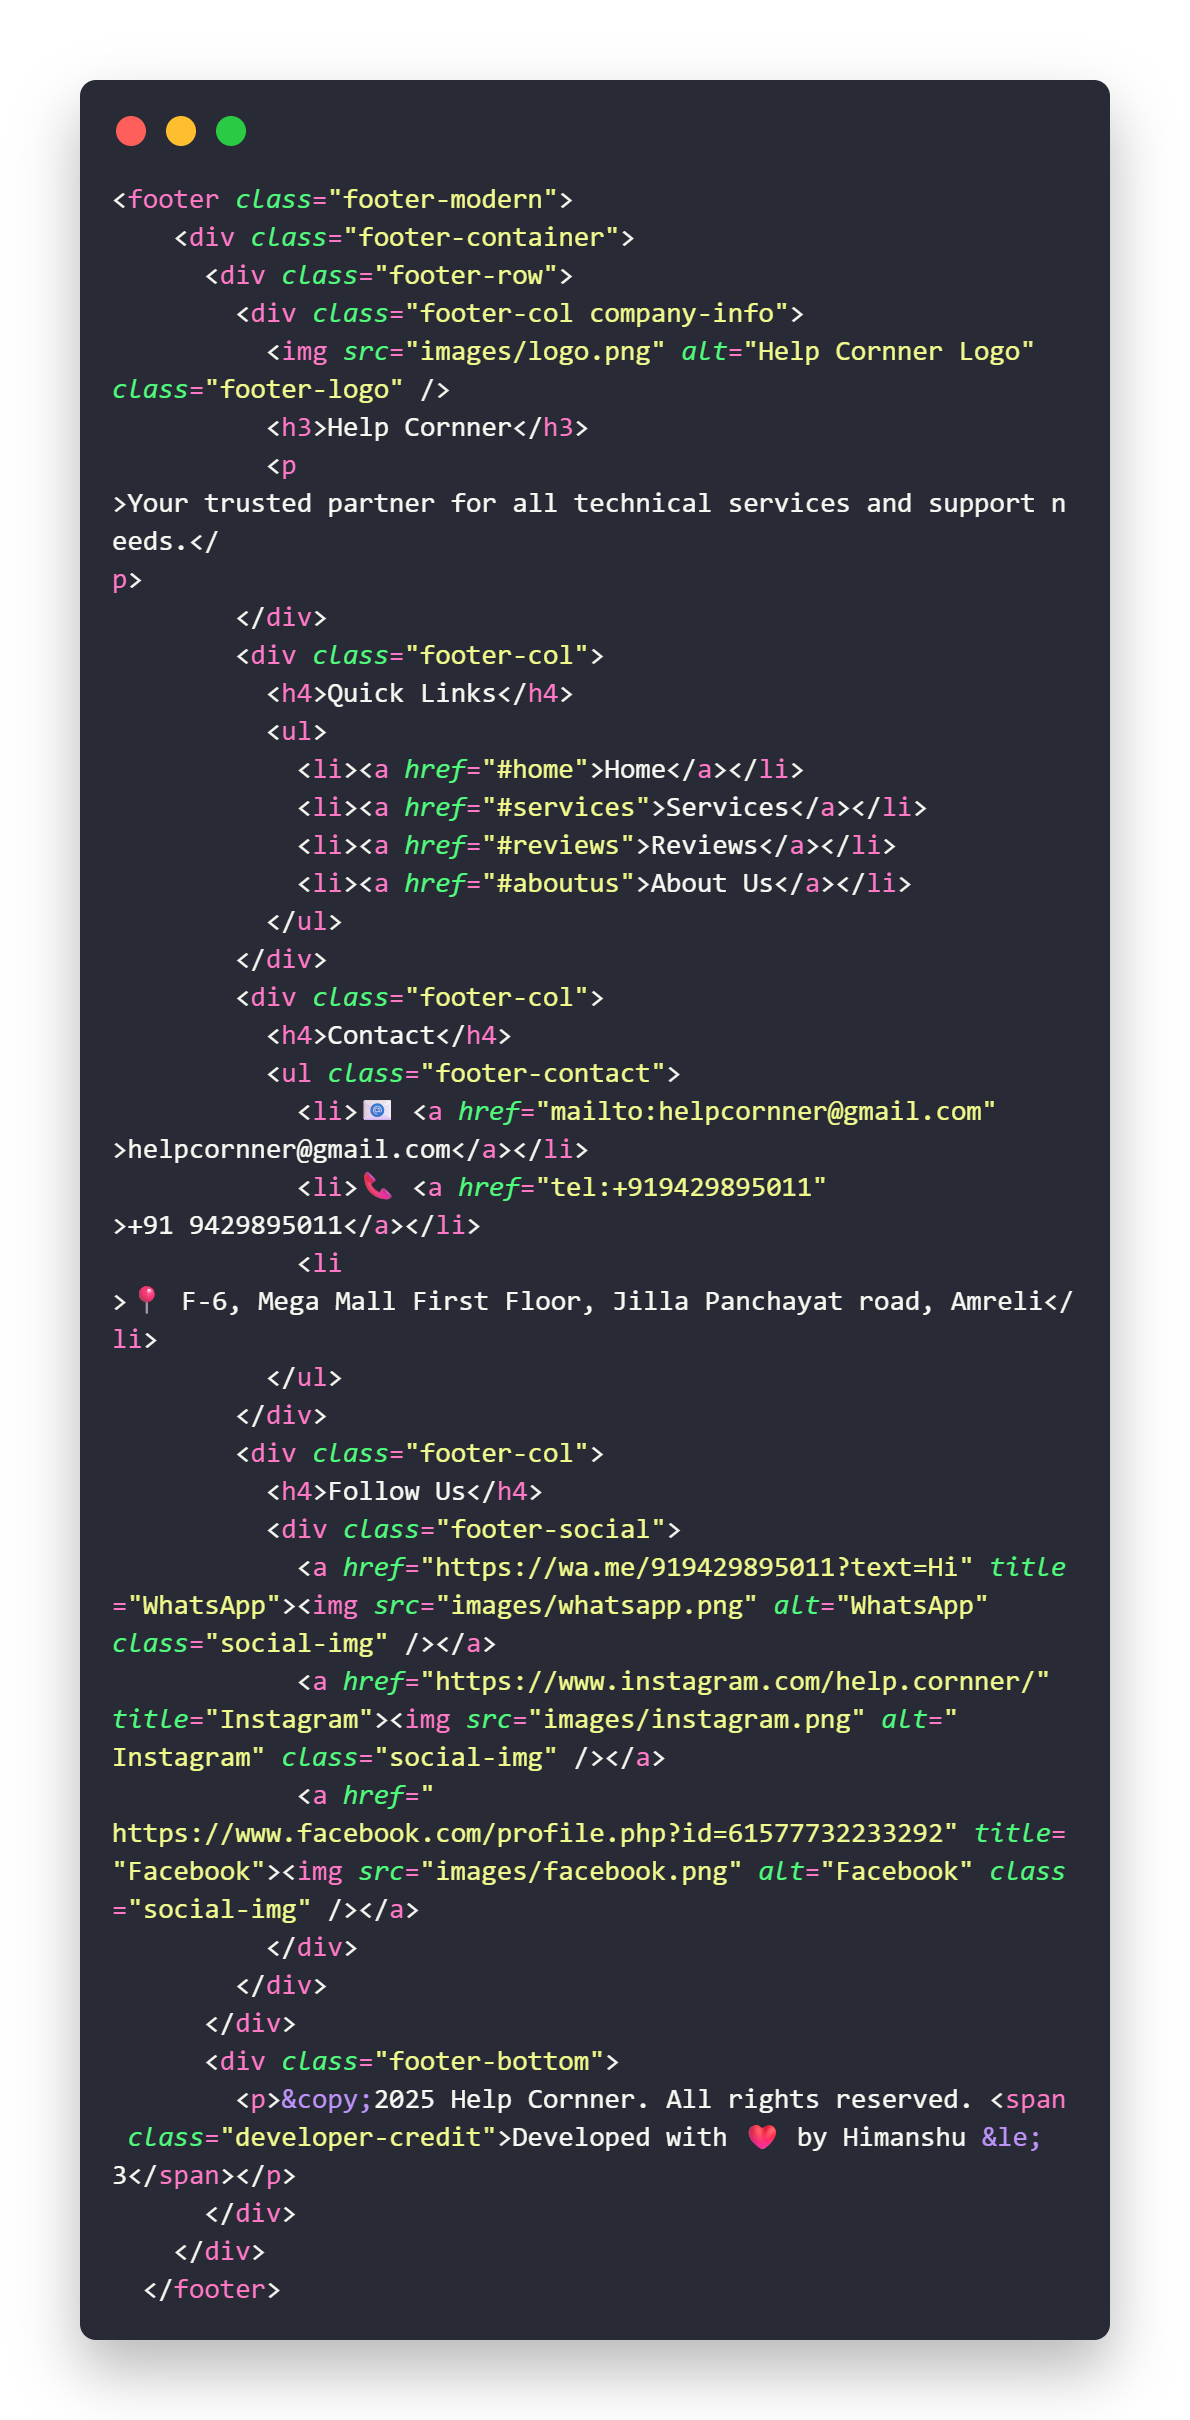 <footer class="footer-modern">
    <div class="footer-container">
      <div class="footer-row">
        <div class="footer-col company-info">
          <img src="images/logo.png" alt="Help Cornner Logo"
class="footer-logo" />
          <h3>Help Cornner</h3>
          <p
>Your trusted partner for all technical services and support n
eeds.</
p>
        </div>
        <div class="footer-col">
          <h4>Quick Links</h4>
          <ul>
            <li><a href="#home">Home</a></li>
            <li><a href="#services">Services</a></li>
            <li><a href="#reviews">Reviews</a></li>
            <li><a href="#aboutus">About Us</a></li>
          </ul>
        </div>
        <div class="footer-col">
          <h4>Contact</h4>
          <ul class="footer-contact">
            <li>📧 <a href="mailto:helpcornner@gmail.com"
>helpcornner@gmail.com</a></li>
            <li>📞 <a href="tel:+919429895011"
>+91 9429895011</a></li>
            <li
>📍 F-6, Mega Mall First Floor, Jilla Panchayat road, Amreli</
li>
          </ul>
        </div>
        <div class="footer-col">
          <h4>Follow Us</h4>
          <div class="footer-social">
            <a href="https://wa.me/919429895011?text=Hi" title
="WhatsApp"><img src="images/whatsapp.png" alt="WhatsApp"
class="social-img" /></a>
            <a href="https://www.instagram.com/help.cornner/"
title="Instagram"><img src="images/instagram.png" alt="
Instagram" class="social-img" /></a>
            <a href="
https://www.facebook.com/profile.php?id=61577732233292" title=
"Facebook"><img src="images/facebook.png" alt="Facebook" class
="social-img" /></a>
          </div>
        </div>
      </div>
      <div class="footer-bottom">
        <p>&copy;2025 Help Cornner. All rights reserved. <span
 class="developer-credit">Developed with ❤️ by Himanshu &le;
3</span></p>
      </div>
    </div>
  </footer>